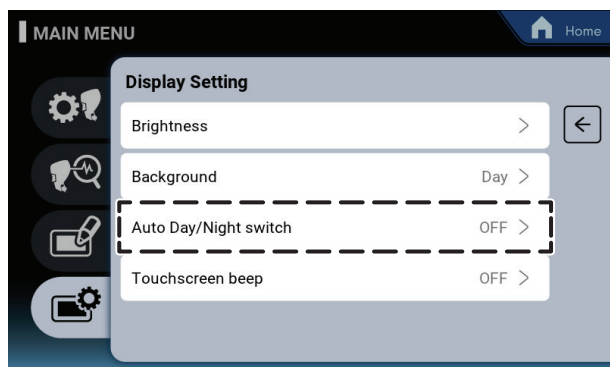 MAIN MENU
Home
Display Setting
Brightness
Background
Day
Auto Day/Night switch
OFF
Touchscreen beep
OFF